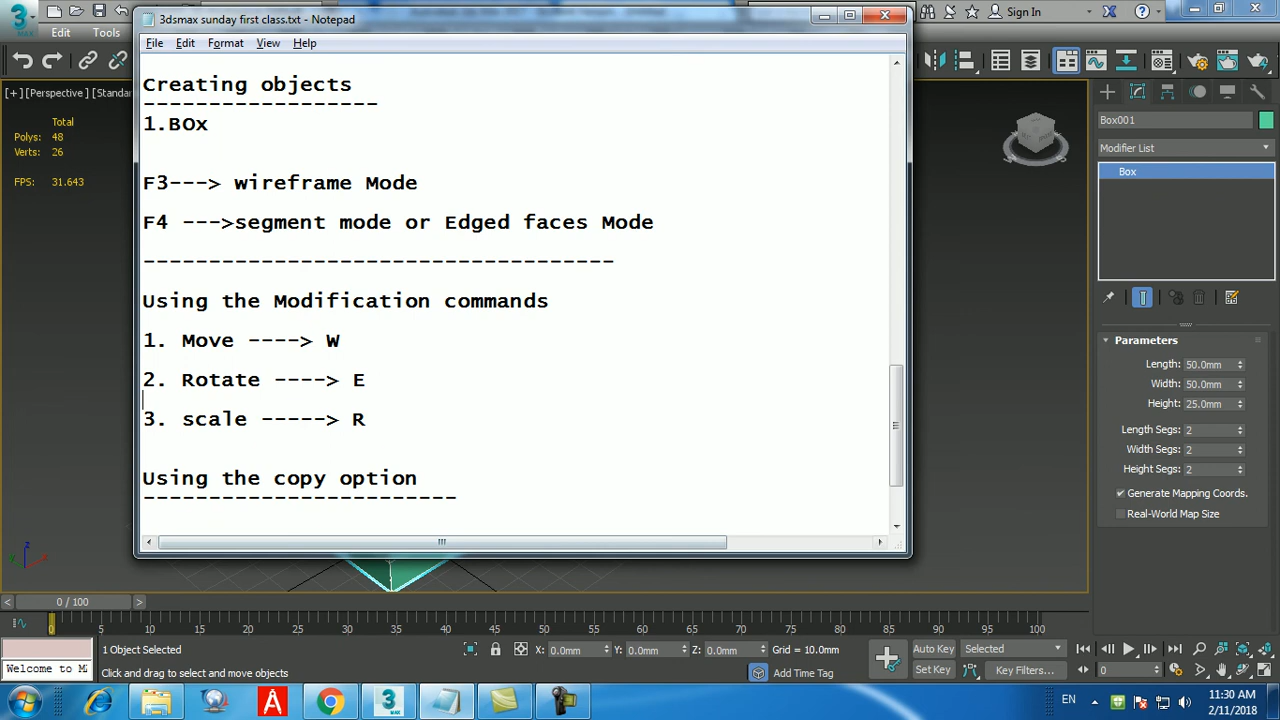 3dsmax sunday first class.txt - Notepad
Sign In
Edit
Tools
File Edit Format View Help
[+] [Perspective ] [Standar
Total
Polys: 48
Verts: 26
FPS: 31.643
Creating objects
------------------
1.BOx
F3---> wireframe Mode
F4 --->segment mode or Edged faces Mode
------------------------------------
Using the Modification commands
1. Move ----> W
2. Rotate ----> E
3. scale -----> R
Using the copy option
------------------------
Box001
Modifier List
Box
Parameters
Length: 50.0mm
Width: 50.0mm
Height: 25.0mm
Length Segs: 2
Width Segs: 2
Height Segs: 2
Generate Mapping Coords.
Real-World Map Size
0 / 100
0 5 10 15 20 25 30 35 40 45 50 55 60 65 70 75 80 85 90 95 100
1 Object Selected
X: 0.0mm Y: 0.0mm Z: 0.0mm Grid = 10.0mm
Auto Key Selected
Welcome to M
Click and drag to select and move objects
Add Time Tag
Set Key Key Filters...
0
EN
11:30 AM
2/11/2018